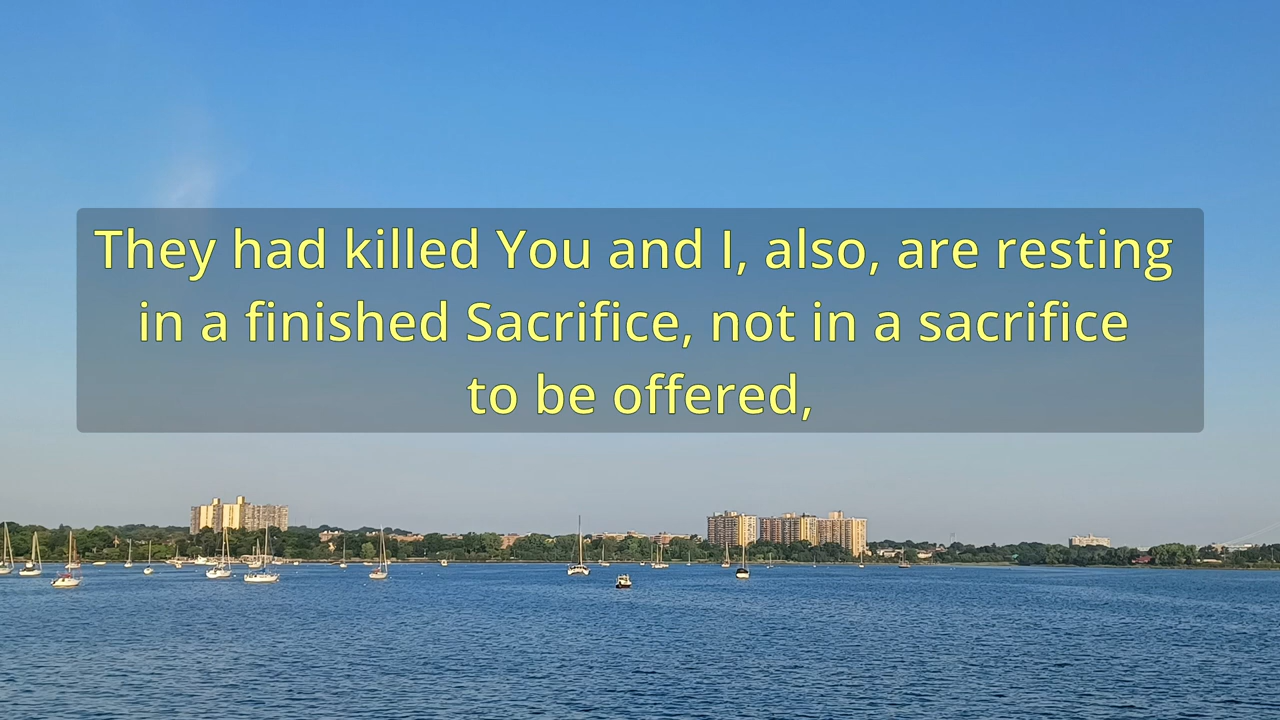 They had killed You and I, also, are resting
in a finished Sacrifice, not in a sacrifice
to be offered,